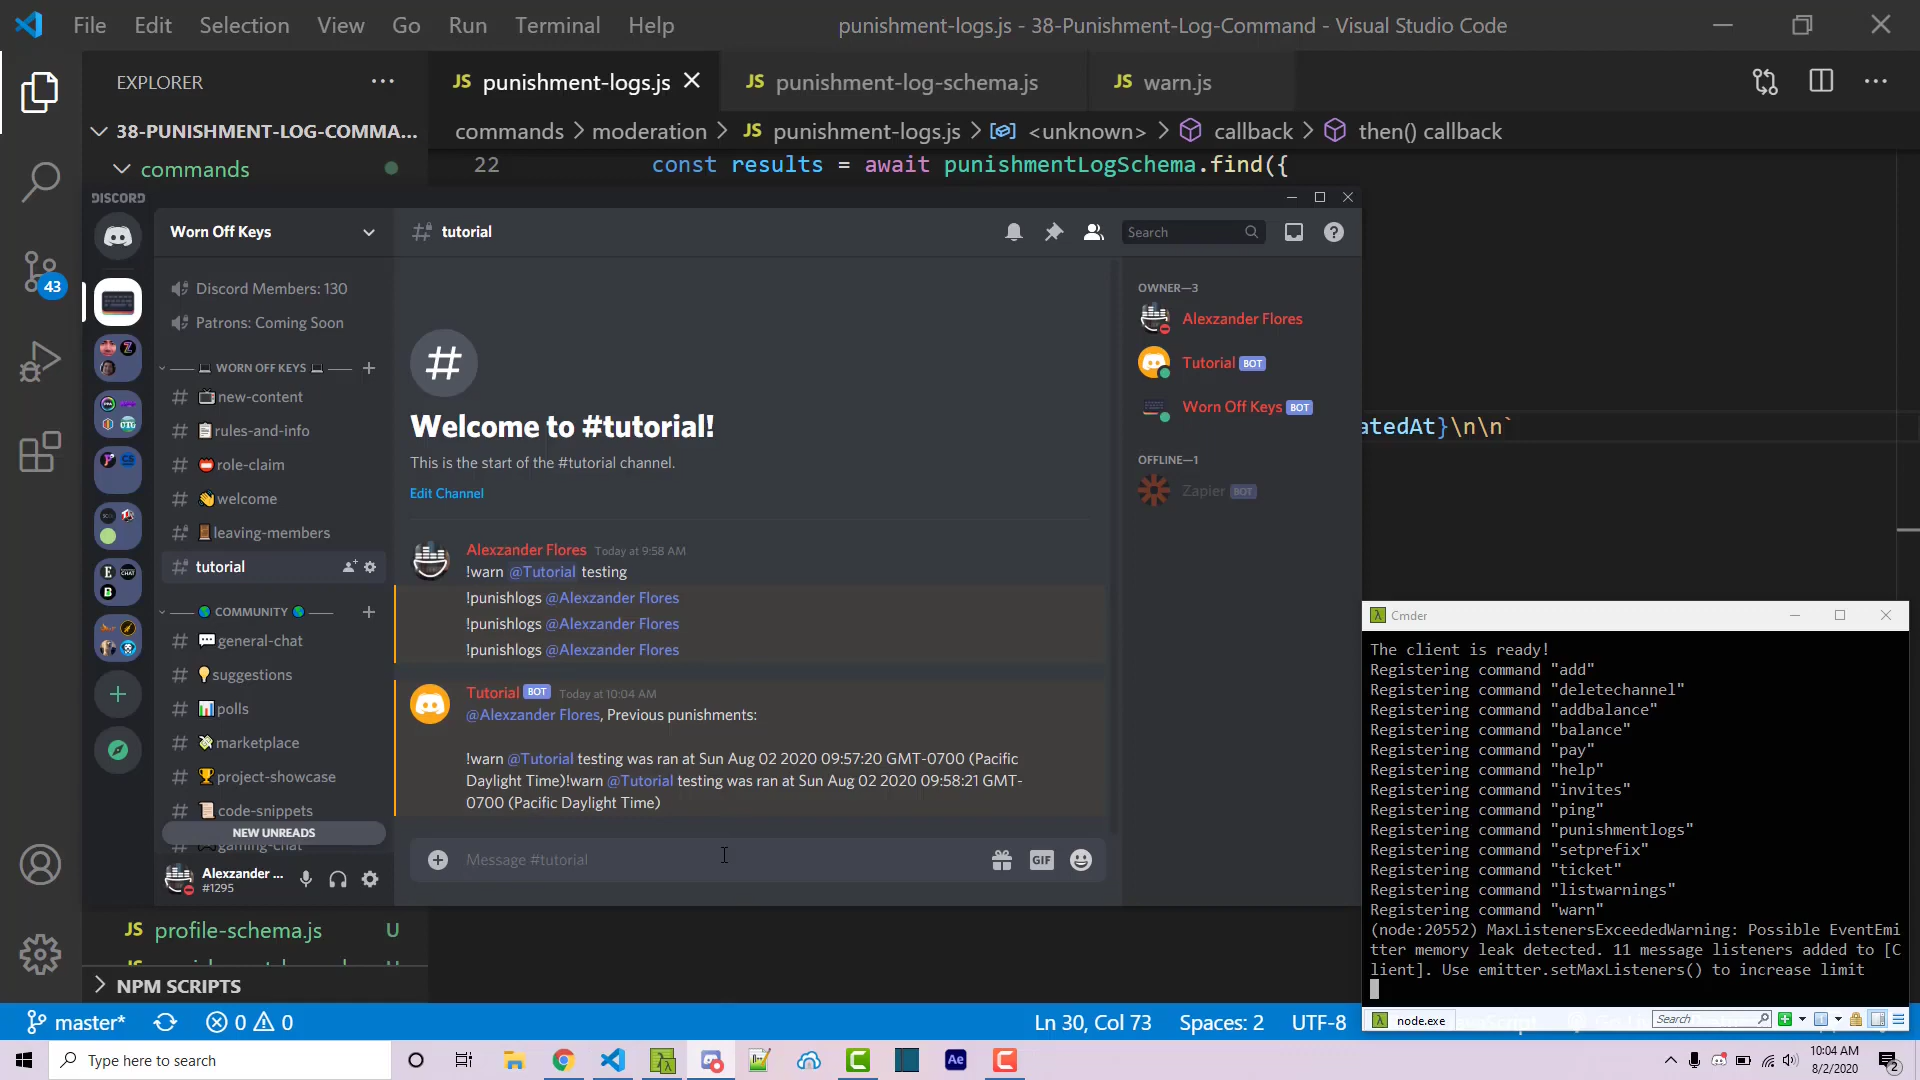 File Edit Selection View Go Run Terminal Help
punishment-logs.js - 38-Punishment-Log-Command - Visual Studio Code
EXPLORER
JS punishment-logs.js
JS punishment-log-schema.js
JS warn.js
38-PUNISHMENT-LOG-COMMA...
commands > moderation > JS punishment-logs.js > <unknown> > callback > then() callback
commands
22 const results = await punishmentLogSchema.find({
atedAt}\n\n`
43
DISCORD
Worn Off Keys
tutorial
Search
Discord Members: 130
Patrons: Coming Soon
WORN OFF KEYS
new-content
rules-and-info
role-claim
welcome
leaving-members
tutorial
COMMUNITY
general-chat
suggestions
polls
marketplace
project-showcase
code-snippets
NEW UNREADS
gaming-chat
Alexzander ...
#1295
Welcome to #tutorial!
This is the start of the #tutorial channel.
Edit Channel
Alexzander Flores Today at 9:58 AM
!warn @Tutorial testing
!punishlogs @Alexzander Flores
!punishlogs @Alexzander Flores
!punishlogs @Alexzander Flores
Tutorial BOT Today at 10:04 AM
@Alexzander Flores, Previous punishments:
!warn @Tutorial testing was ran at Sun Aug 02 2020 09:57:20 GMT-0700 (Pacific
Daylight Time)!warn @Tutorial testing was ran at Sun Aug 02 2020 09:58:21 GMT-
0700 (Pacific Daylight Time)
Message #tutorial
GIF
OWNER—3
Alexzander Flores
Tutorial BOT
Worn Off Keys BOT
OFFLINE—1
Zapier BOT
Cmder
The client is ready!
Registering command "add"
Registering command "deletechannel"
Registering command "addbalance"
Registering command "balance"
Registering command "pay"
Registering command "help"
Registering command "invites"
Registering command "ping"
Registering command "punishmentlogs"
Registering command "setprefix"
Registering command "ticket"
Registering command "listwarnings"
Registering command "warn"
(node:20552) MaxListenersExceededWarning: Possible EventEmi
tter memory leak detected. 11 message listeners added to [C
lient]. Use emitter.setMaxListeners() to increase limit
node.exe
Search
JS profile-schema.js U
NPM SCRIPTS
master* 0 0
Ln 30, Col 73 Spaces: 2 UTF-8
Type here to search
Ae
10:04 AM
8/2/2020
2